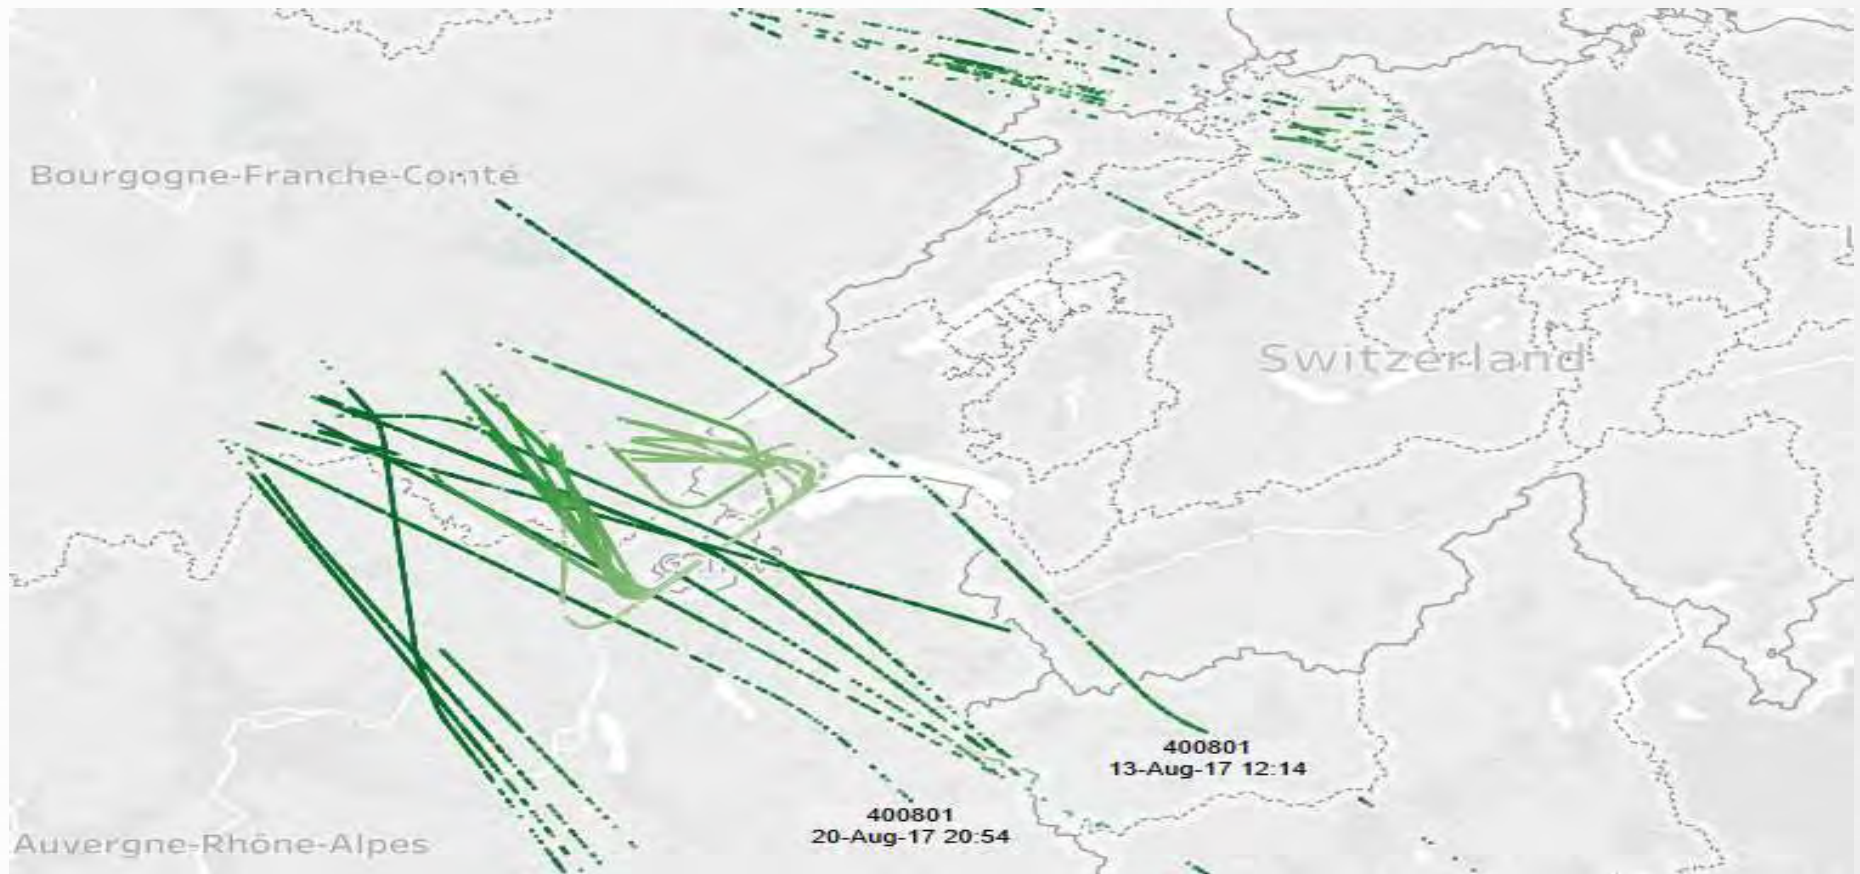 Bourgogne-Franche-Comté
Switzerland
400801
13-Aug-17 12:14
400801
20-Aug-17 20:54
Auvergne-Rhône-Alpes